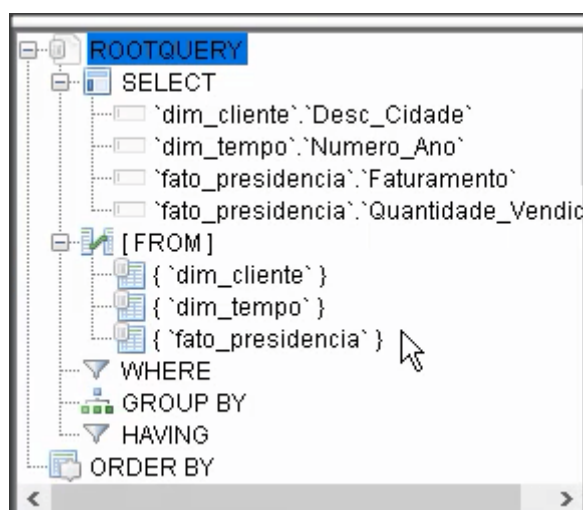 ROOTQUERY
SELECT
`dim_cliente`.`Desc_Cidade`
`dim_tempo`.`Numero_Ano`
`fato_presidencia`.`Faturamento`
`fato_presidencia`.`Quantidade_Vendic
[FROM]
{ `dim_cliente` }
{ `dim_tempo` }
{ `fato_presidencia` }
WHERE
GROUP BY
HAVING
ORDER BY